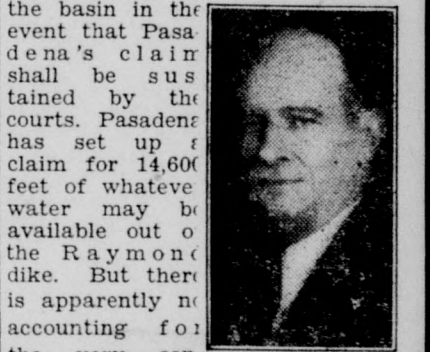 the basin in the
event that Pasa-
dena's claim
shall be sus
tained by the
courts. Pasadena
has set up a
claim for 14,600
feet of whateve
water may be
available out o
the Raymond
dike. But there
is apparently no
accounting for
the very